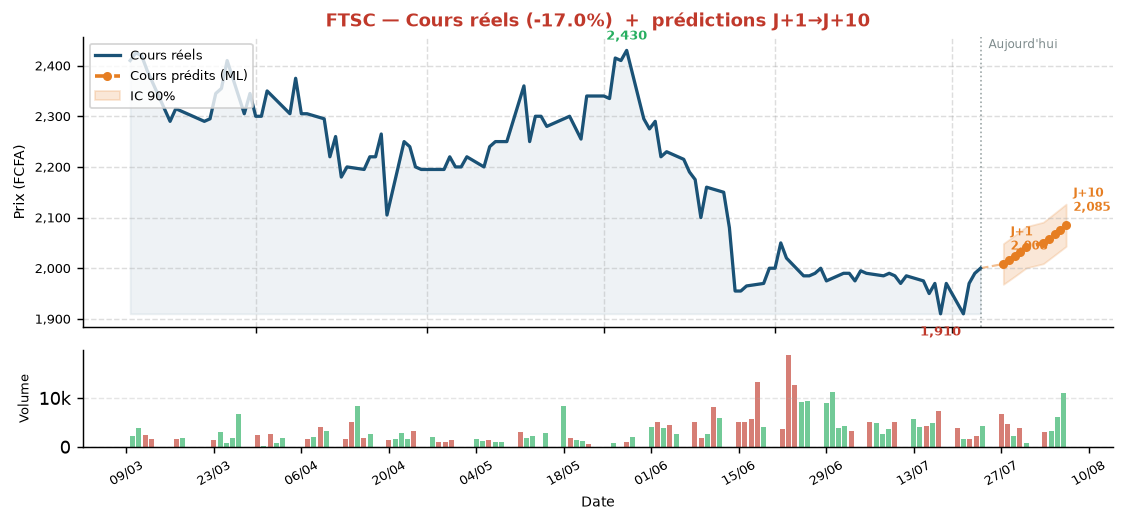 FTSC — Cours réels (-17.0%)  +  prédictions J+1→J+10
Cours réels
Cours prédits (ML)
IC 90%
2,430
Aujourd'hui
J+10
2,085
J+1
1,910
Prix (FCFA)
2,400
2,300
2,200
2,100
2,000
1,900
Volume
10k
0
09/03
23/03
06/04
20/04
04/05
18/05
01/06
15/06
29/06
13/07
27/07
10/08
Date